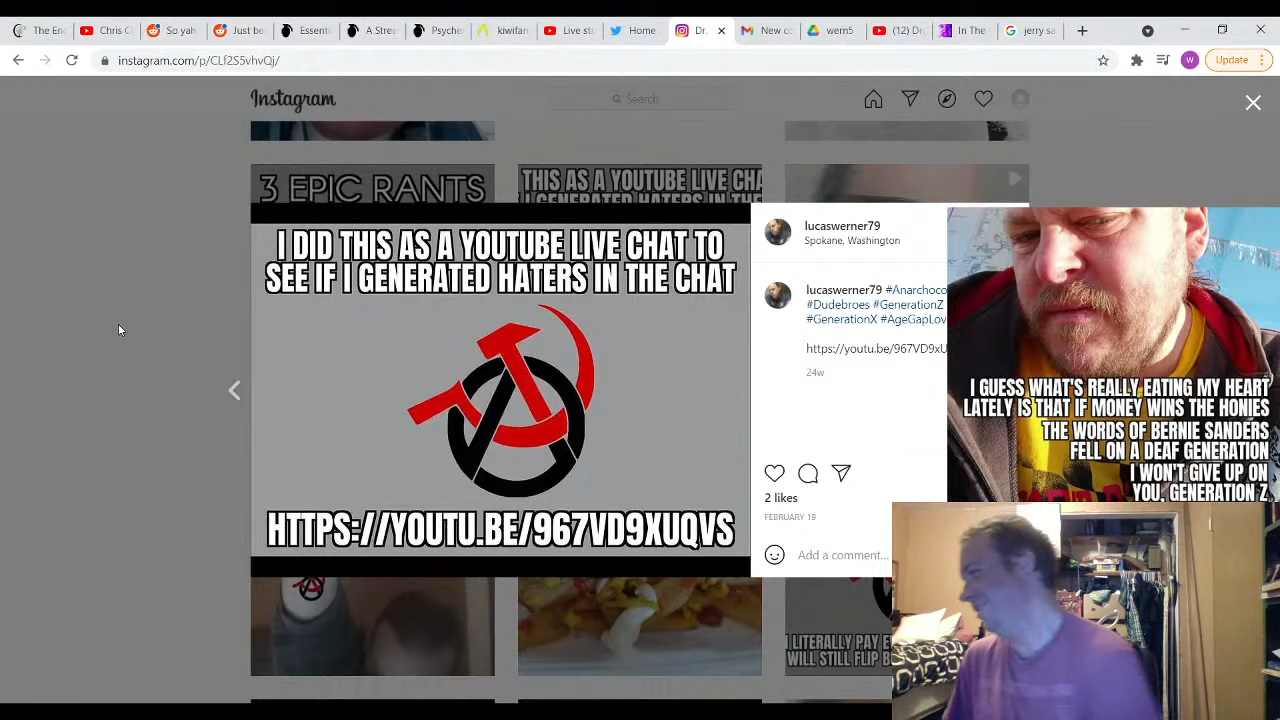 The En
Chris C
So yah
Just be
Essenti
A Stree
Psyche
kiwifan
Live stu
Home
Dr.
New co
wern5
(12) Dr
In The
jerry sa
instagram.com/p/CLf2S5vhvQj/
W
Update
Instagram
Search
3 EPIC RANTS
THIS AS A YOUTUBE LIVE CHA
I GENERATED HATERS IN THE C
I DID THIS AS A YOUTUBE LIVE CHAT TO
SEE IF I GENERATED HATERS IN THE CHAT
HTTPS://YOUTU.BE/967VD9XUQVS
lucaswerner79
Spokane, Washington
lucaswerner79 #Anarchoco
#Dudebroes #GenerationZ
#GenerationX #AgeGapLov
https://youtu.be/967VD9xU
24w
2 likes
FEBRUARY 19
Add a comment...
I GUESS WHAT'S REALLY EATING MY HEART
LATELY IS THAT IF MONEY WINS THE HONIES
THE WORDS OF BERNIE SANDERS
FELL ON A DEAF GENERATION
I WON'T GIVE UP ON
YOU, GENERATION Z
I LITERALLY PAY E
WILL STILL FLIP B